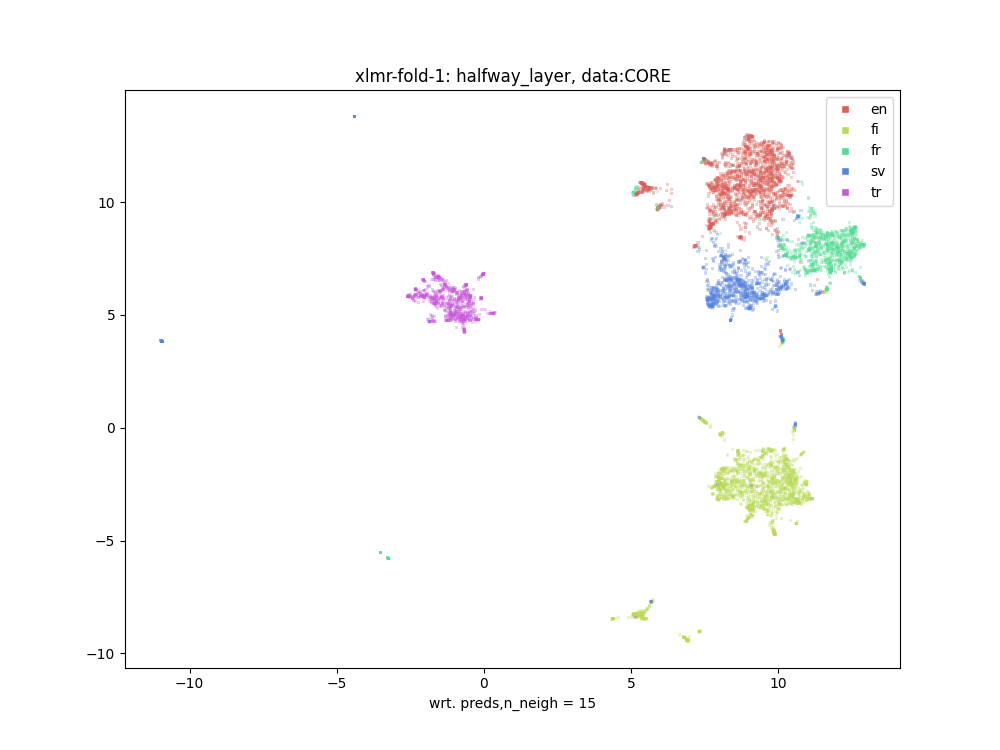 xlmr-fold-1: halfway_layer, data:CORE
en
fi
fr
sv
tr
10
5
0
−5
−10
−10
−5
0
5
10
wrt. preds,n_neigh = 15